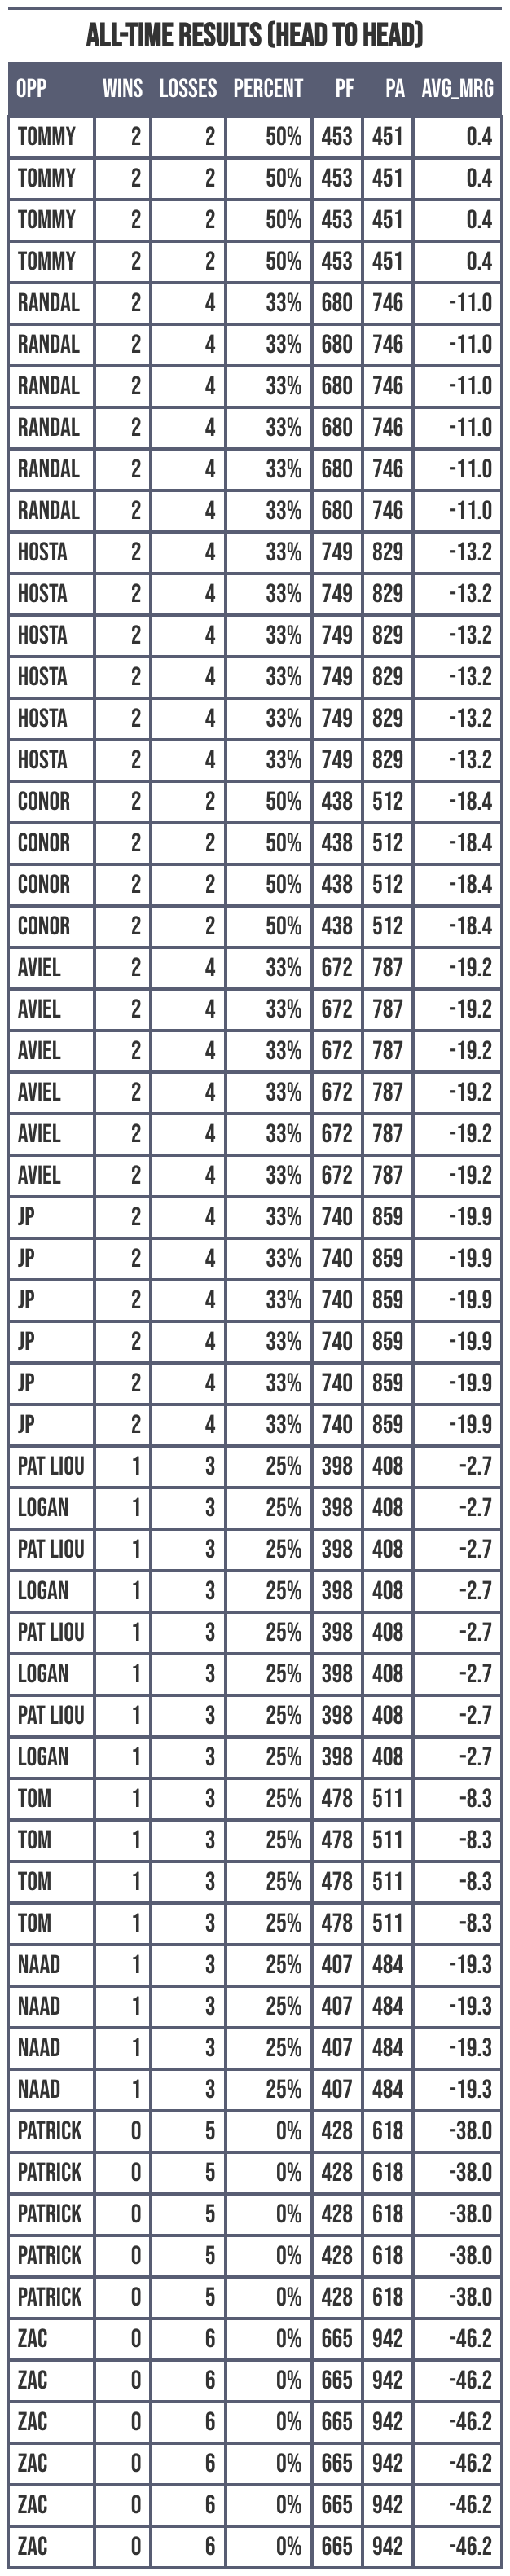 ALL-TIME RESULTS (HEAD TO HEAD)
OPP WINS LOSSES PERCENT PF PA AVG_MRG
TOMMY 2 2 50% 453 451 0.4
TOMMY 2 2 50% 453 451 0.4
TOMMY 2 2 50% 453 451 0.4
TOMMY 2 2 50% 453 451 0.4
RANDAL 2 4 33% 680 746 -11.0
RANDAL 2 4 33% 680 746 -11.0
RANDAL 2 4 33% 680 746 -11.0
RANDAL 2 4 33% 680 746 -11.0
RANDAL 2 4 33% 680 746 -11.0
RANDAL 2 4 33% 680 746 -11.0
HOSTA 2 4 33% 749 829 -13.2
HOSTA 2 4 33% 749 829 -13.2
HOSTA 2 4 33% 749 829 -13.2
HOSTA 2 4 33% 749 829 -13.2
HOSTA 2 4 33% 749 829 -13.2
HOSTA 2 4 33% 749 829 -13.2
CONOR 2 2 50% 438 512 -18.4
CONOR 2 2 50% 438 512 -18.4
CONOR 2 2 50% 438 512 -18.4
CONOR 2 2 50% 438 512 -18.4
AVIEL 2 4 33% 672 787 -19.2
AVIEL 2 4 33% 672 787 -19.2
AVIEL 2 4 33% 672 787 -19.2
AVIEL 2 4 33% 672 787 -19.2
AVIEL 2 4 33% 672 787 -19.2
AVIEL 2 4 33% 672 787 -19.2
JP 2 4 33% 740 859 -19.9
JP 2 4 33% 740 859 -19.9
JP 2 4 33% 740 859 -19.9
JP 2 4 33% 740 859 -19.9
JP 2 4 33% 740 859 -19.9
JP 2 4 33% 740 859 -19.9
PAT LIOU 1 3 25% 398 408 -2.7
LOGAN 1 3 25% 398 408 -2.7
PAT LIOU 1 3 25% 398 408 -2.7
LOGAN 1 3 25% 398 408 -2.7
PAT LIOU 1 3 25% 398 408 -2.7
LOGAN 1 3 25% 398 408 -2.7
PAT LIOU 1 3 25% 398 408 -2.7
LOGAN 1 3 25% 398 408 -2.7
TOM 1 3 25% 478 511 -8.3
TOM 1 3 25% 478 511 -8.3
TOM 1 3 25% 478 511 -8.3
TOM 1 3 25% 478 511 -8.3
NAAD 1 3 25% 407 484 -19.3
NAAD 1 3 25% 407 484 -19.3
NAAD 1 3 25% 407 484 -19.3
NAAD 1 3 25% 407 484 -19.3
PATRICK 0 5 0% 428 618 -38.0
PATRICK 0 5 0% 428 618 -38.0
PATRICK 0 5 0% 428 618 -38.0
PATRICK 0 5 0% 428 618 -38.0
PATRICK 0 5 0% 428 618 -38.0
ZAC 0 6 0% 665 942 -46.2
ZAC 0 6 0% 665 942 -46.2
ZAC 0 6 0% 665 942 -46.2
ZAC 0 6 0% 665 942 -46.2
ZAC 0 6 0% 665 942 -46.2
ZAC 0 6 0% 665 942 -46.2